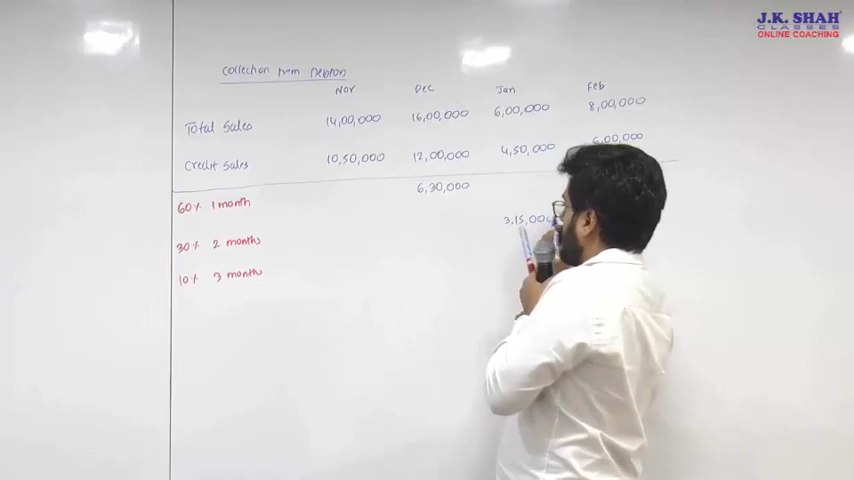 J.K. SHAH
CLASSES
ONLINE COACHING
Collection from Debtors
Nov Dec Jan Feb
Total Sales 14,00,000 16,00,000 6,00,000 8,00,000
Credit Sales 10,50,000 12,00,000 4,50,000 6,00,000
60% 1 month 6,30,000
3,15,000
30% 2 months
10% 3 month